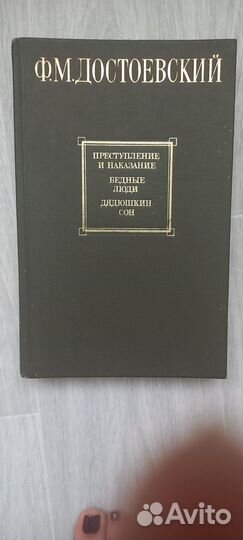 Ф.М.ДОСТОЕВСКИЙ
ПРЕСТУПЛЕНИЕ
И НАКАЗАНИЕ
БЕДНЫЕ
ЛЮДИ
ДЯДЮШКИН
СОН
Avito